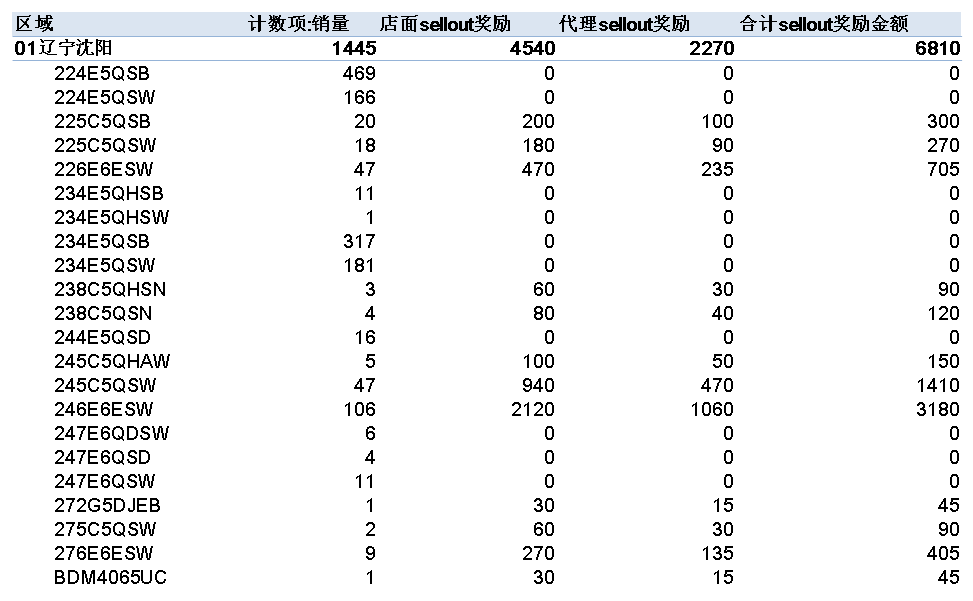 区域 计数项:销量 店面sellout奖励 代理sellout奖励 合计sellout奖励金额
01辽宁沈阳 1445 4540 2270 6810
224E5QSB 469 0 0 0
224E5QSW 166 0 0 0
225C5QSB 20 200 100 300
225C5QSW 18 180 90 270
226E6ESW 47 470 235 705
234E5QHSB 11 0 0 0
234E5QHSW 1 0 0 0
234E5QSB 317 0 0 0
234E5QSW 181 0 0 0
238C5QHSN 3 60 30 90
238C5QSN 4 80 40 120
244E5QSD 16 0 0 0
245C5QHAW 5 100 50 150
245C5QSW 47 940 470 1410
246E6ESW 106 2120 1060 3180
247E6QDSW 6 0 0 0
247E6QSD 4 0 0 0
247E6QSW 11 0 0 0
272G5DJEB 1 30 15 45
275C5QSW 2 60 30 90
276E6ESW 9 270 135 405
BDM4065UC 1 30 15 45